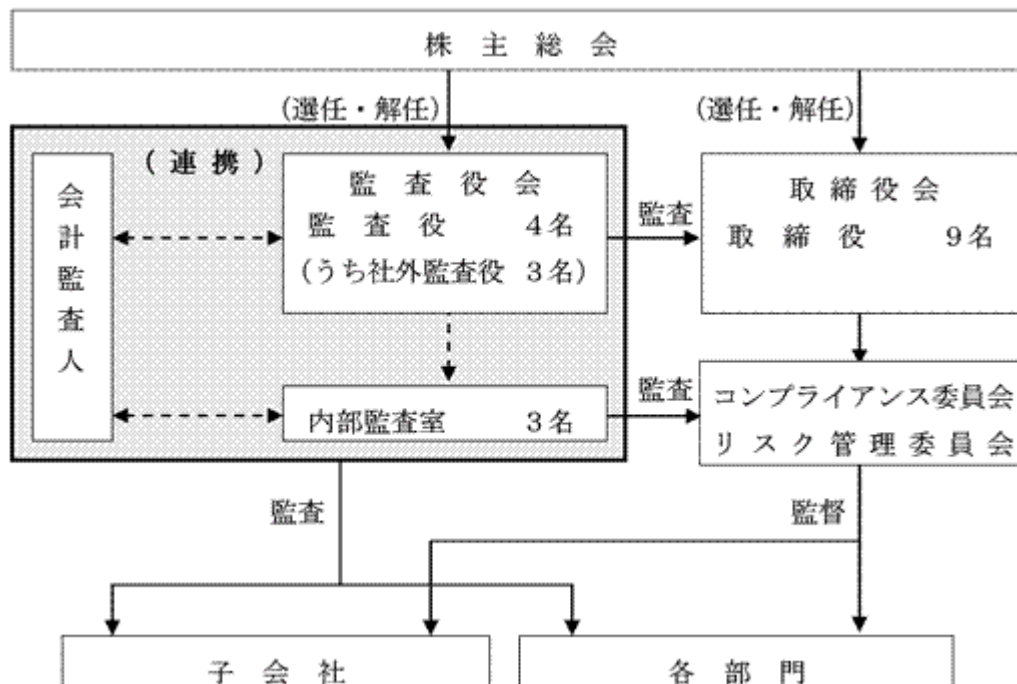 株主総会
(選任・解任)
(選任・解任)
(連携)
会計監査人
監査役会
監査役 4名
(うち社外監査役 3名)
監査
取締役会
取締役 9名
内部監査室 3名
監査
コンプライアンス委員会
リスク管理委員会
監査
監督
子会社
各部門